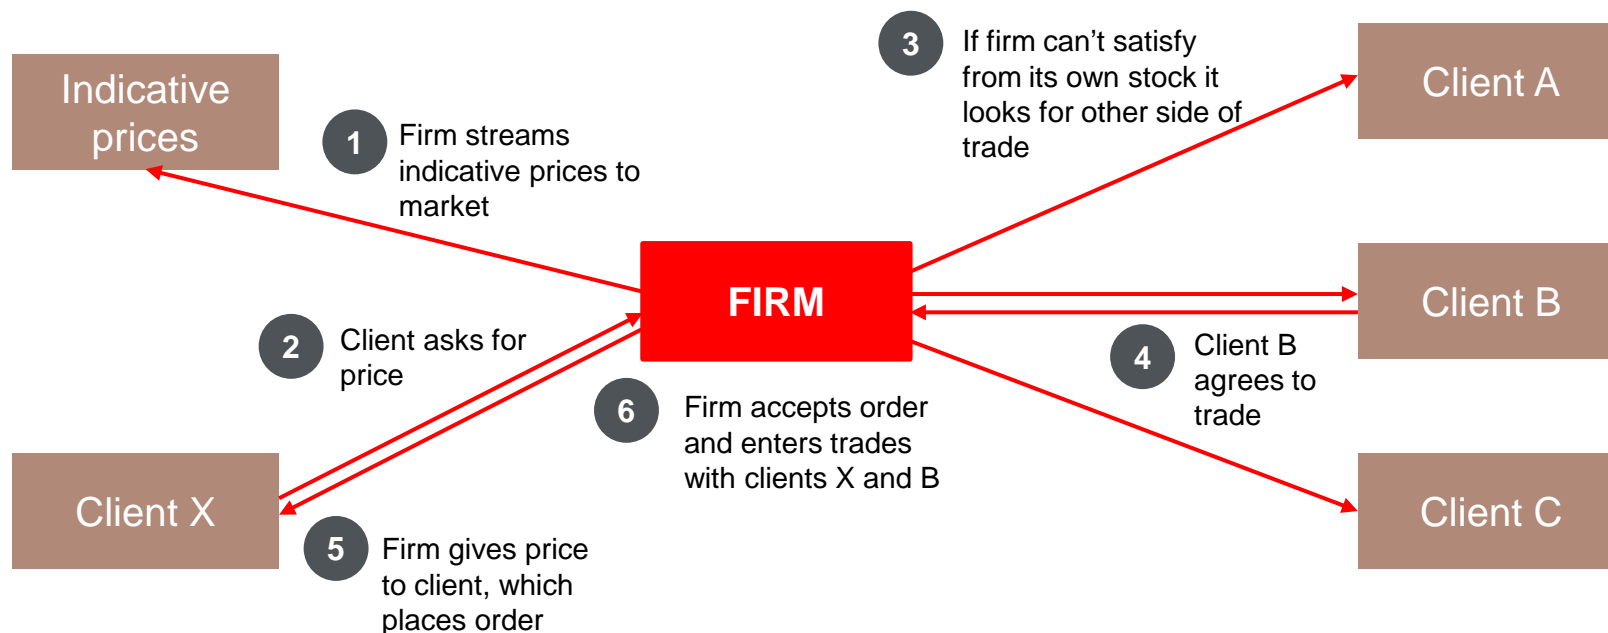 Indicative
prices
1
Firm streams
indicative prices to
market
3
If firm can’t satisfy
from its own stock it
looks for other side of
trade
Client A
FIRM
Client B
2
Client asks for
price
4
Client B
agrees to
trade
6
Firm accepts order
and enters trades
with clients X and B
Client X
5
Firm gives price
to client, which
places order
Client C